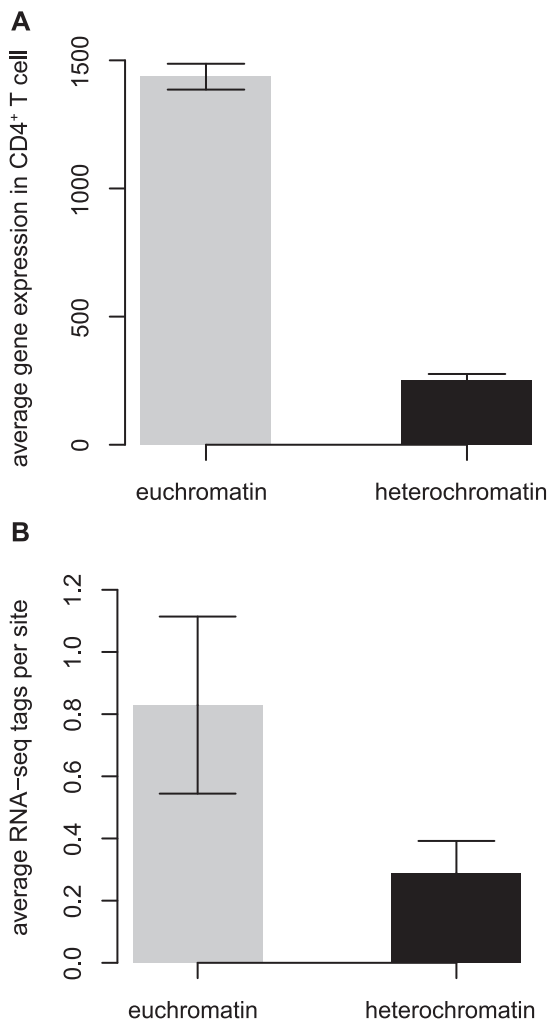 A
average gene expression in CD4⁺ T cell
1500
1000
500
0
euchromatin
heterochromatin
B
average RNA−seq tags per site
1.2
1.0
0.8
0.6
0.4
0.2
0.0
euchromatin
heterochromatin